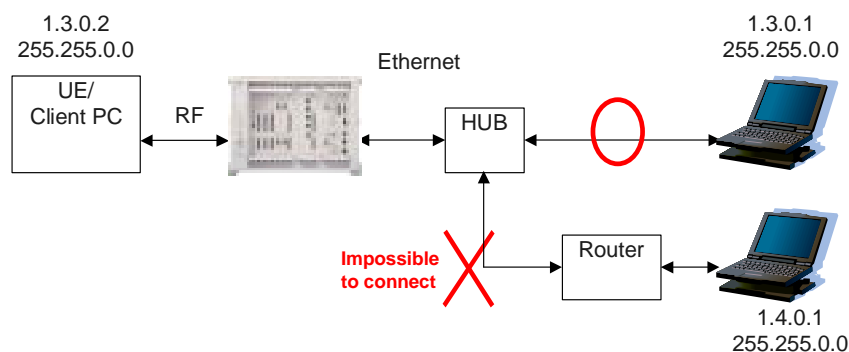 1.3.0.2
255.255.0.0
UE/
Client PC
RF
Ethernet
HUB
1.3.0.1
255.255.0.0
Impossible
to connect
Router
1.4.0.1
255.255.0.0